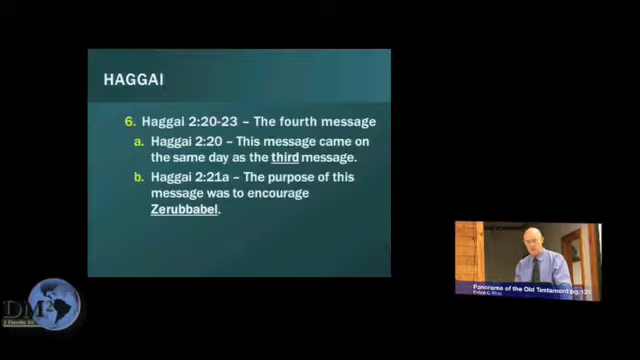 HAGGAI
6. Haggai 2:20-23 – The fourth message
a. Haggai 2:20 – This message came on
the same day as the third message.
b. Haggai 2:21a – The purpose of this
message was to encourage
Zerubbabel.
Panorama of the Old Testament pg.131
DM2